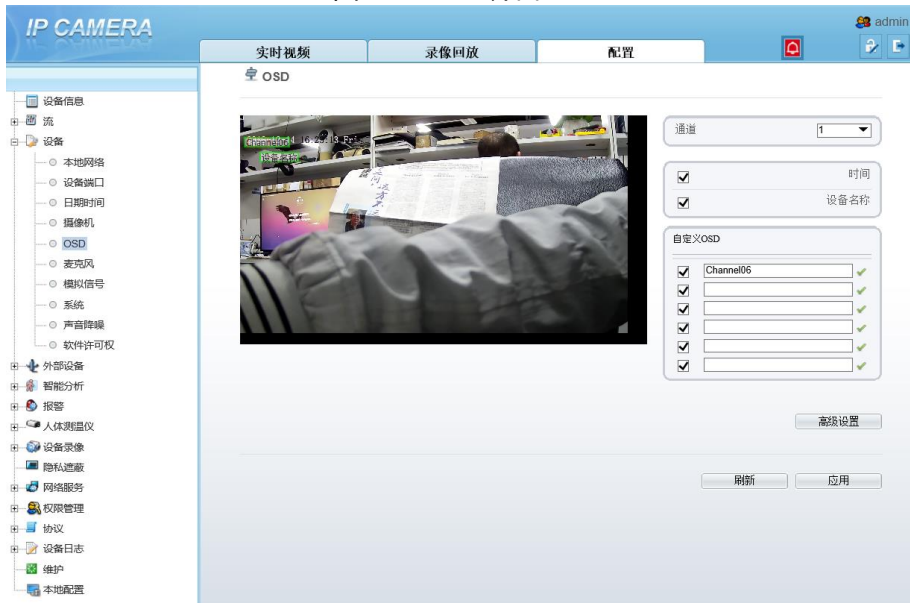 IP CAMERA
admin
实时视频
录像回放
配置
OSD
设备信息
流
设备
本地网络
设备端口
日期时间
摄像机
OSD
麦克风
模拟信号
系统
声音降噪
软件许可权
外部设备
智能分析
报警
人体测温仪
设备录像
隐私遮蔽
网络服务
权限管理
协议
设备日志
维护
本地配置
Channel06
16:29:13 Fri
设备名称
通道
1
时间
设备名称
自定义OSD
Channel06
高级设置
刷新
应用